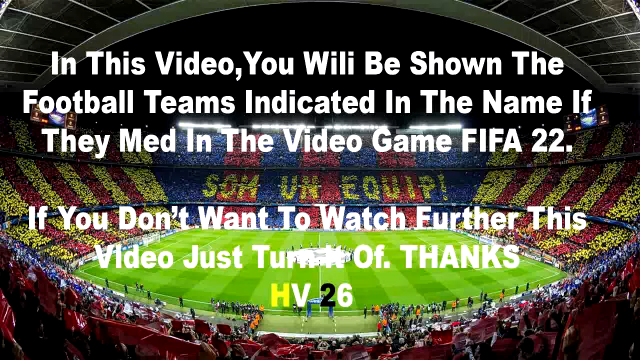 In This Video,You Wili Be Shown The
Football Teams Indicated In The Name If
They Med In The Video Game FIFA 22.
SOM UN EQUIP!
If You Don't Want To Watch Further This
Video Just Turn It Of. THANKS
HV 26